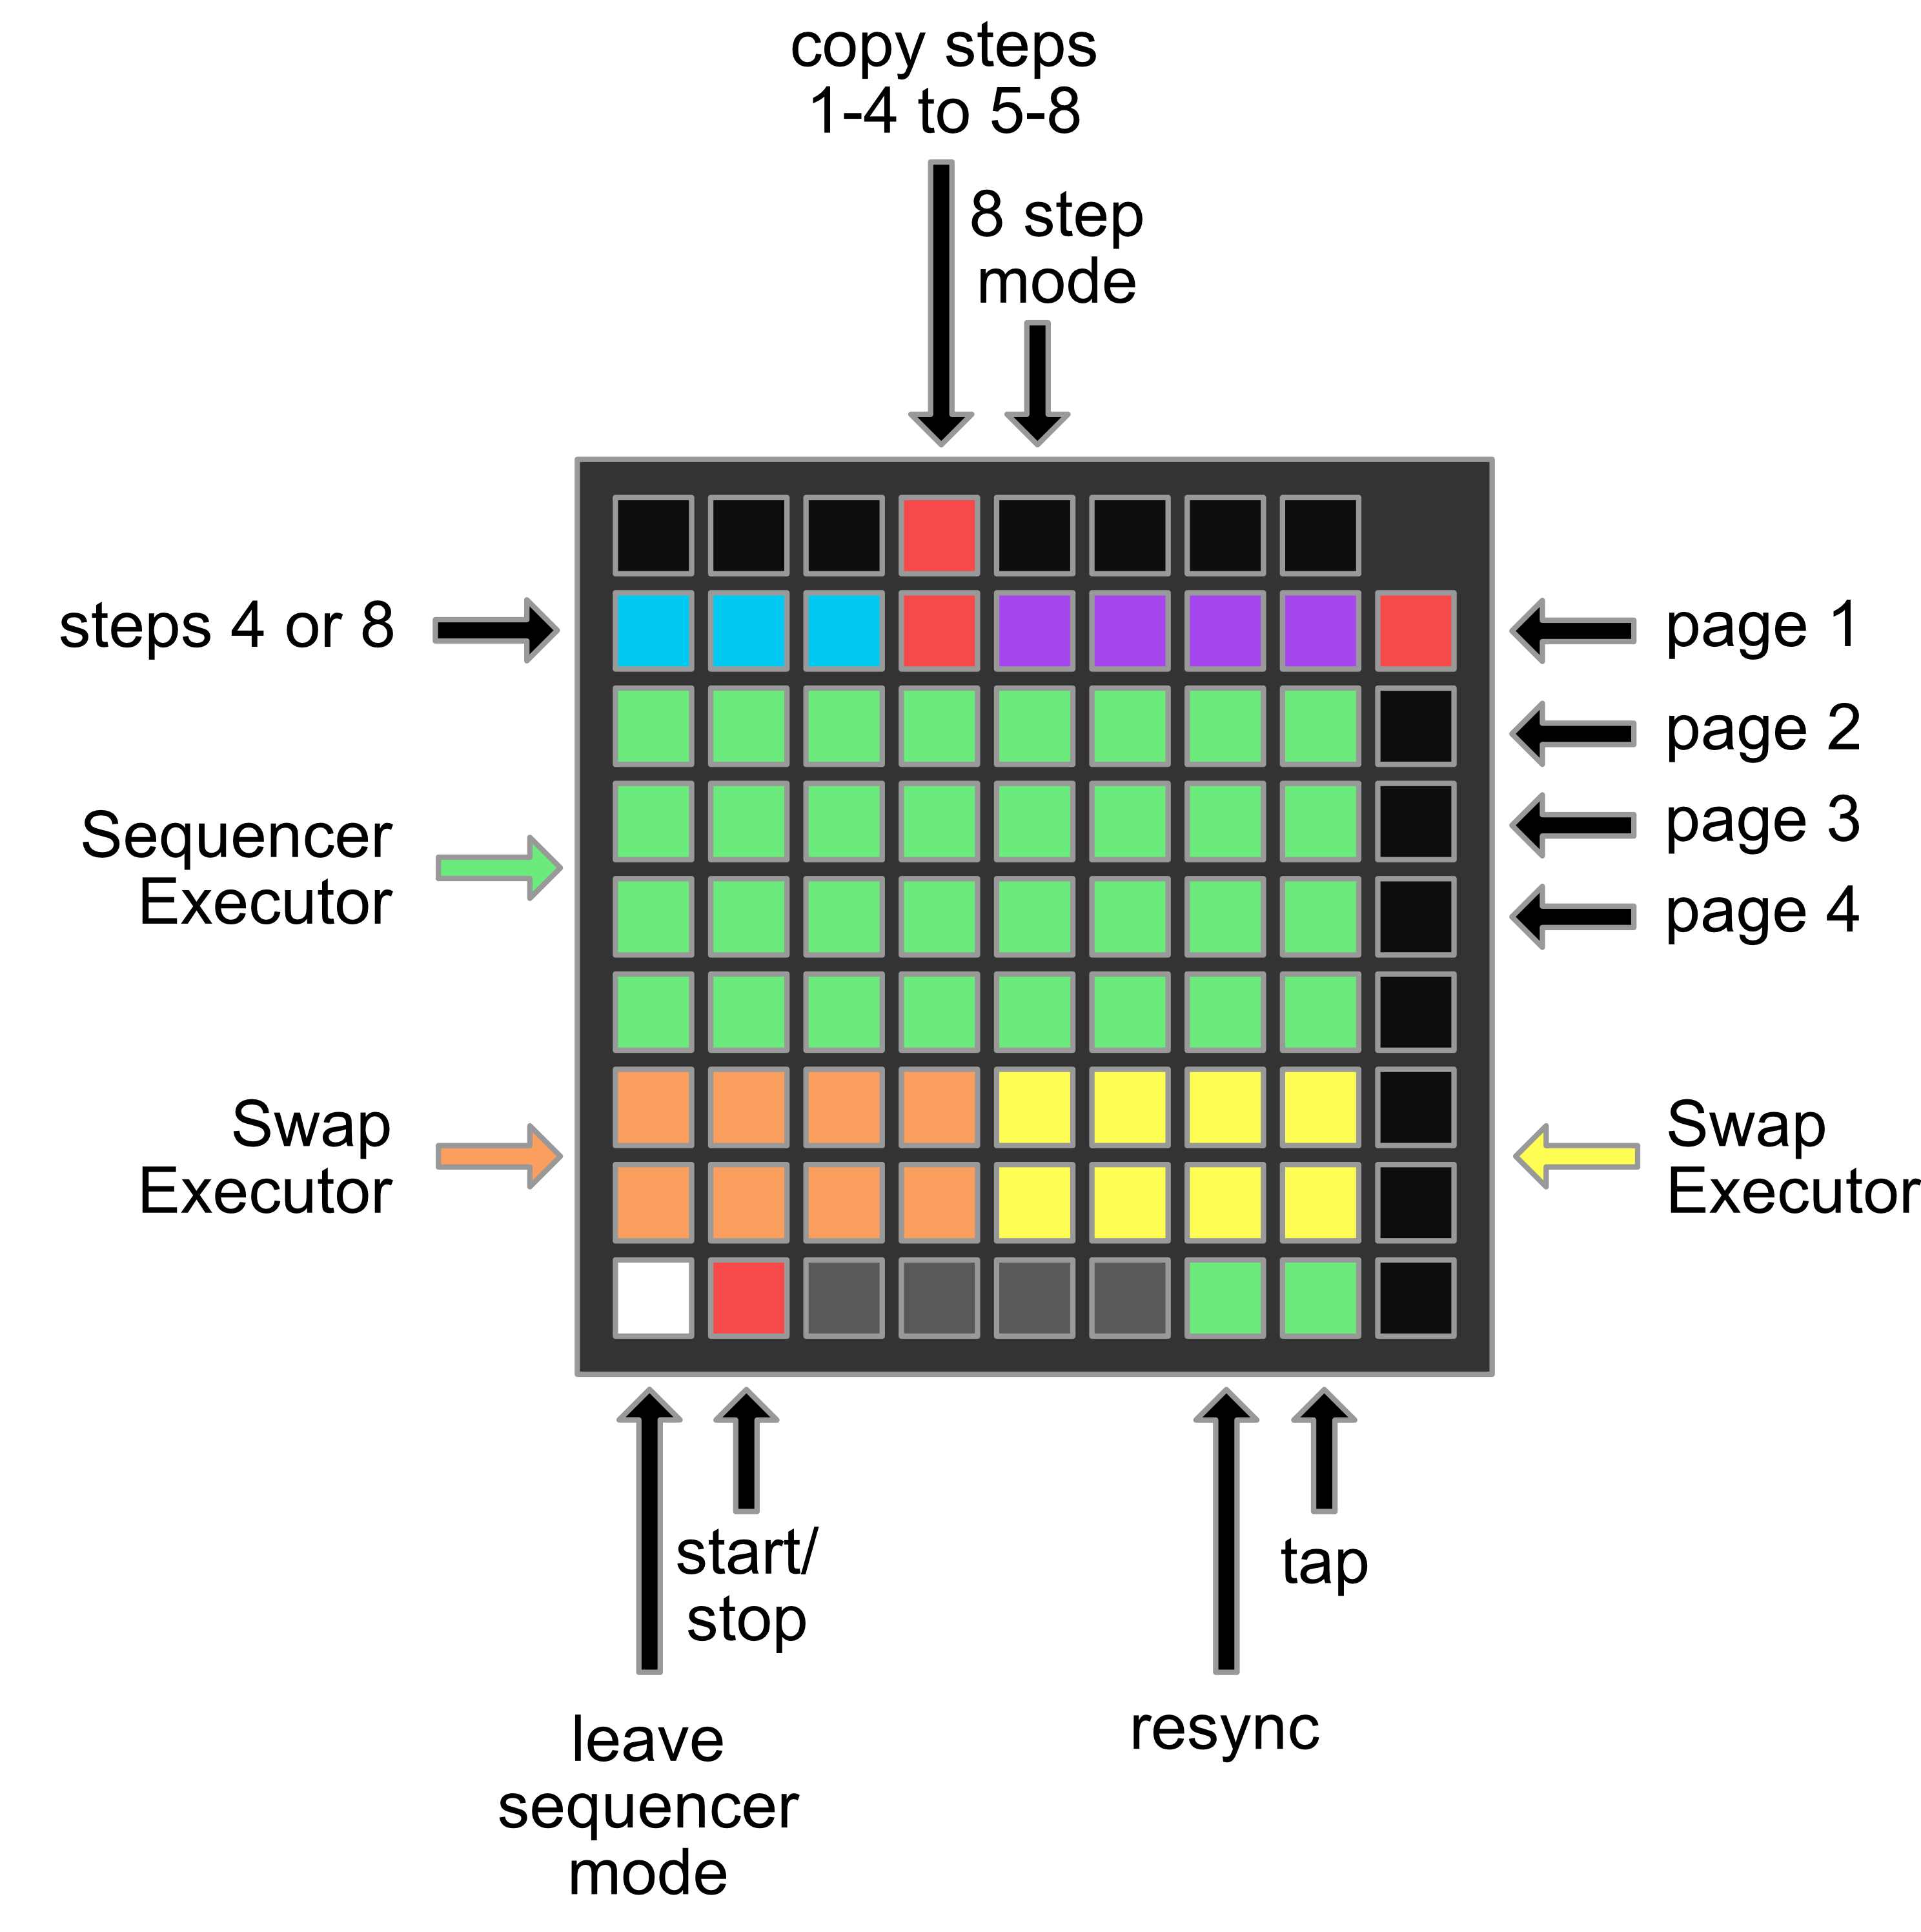 copy steps
1-4 to 5-8
8 step
mode
steps 4 or 8
page 1
page 2
Sequencer
Executor
page 3
page 4
Swap
Executor
Swap
Executor
start/
stop
tap
leave
sequencer
mode
resync